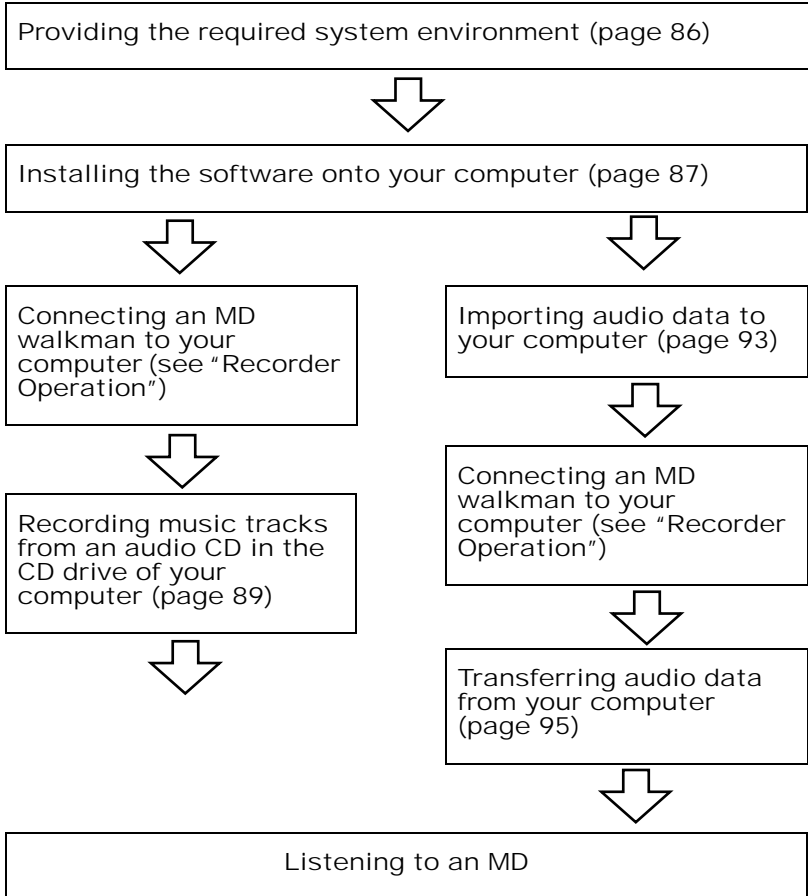 Providing the required system environment (page 86)
Installing the software onto your computer (page 87)
Connecting an MD
walkman to your
computer (see “Recorder
Operation”)
Recording music tracks
from an audio CD in the
CD drive of your
computer (page 89)
Importing audio data to
your computer (page 93)
Connecting an MD
walkman to your
computer (see “Recorder
Operation”)
Transferring audio data
from your computer
(page 95)
Listening to an MD